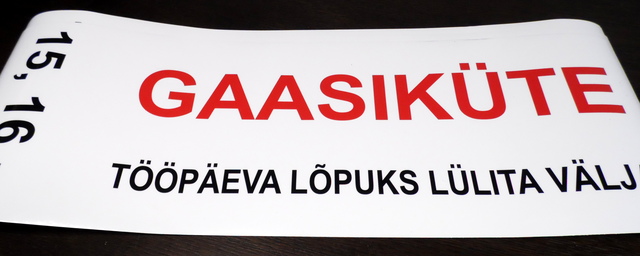 15, 16
GAASIKÜTE
TÖÖPÄEVA LÕPUKS LÜLITA VÄLJA